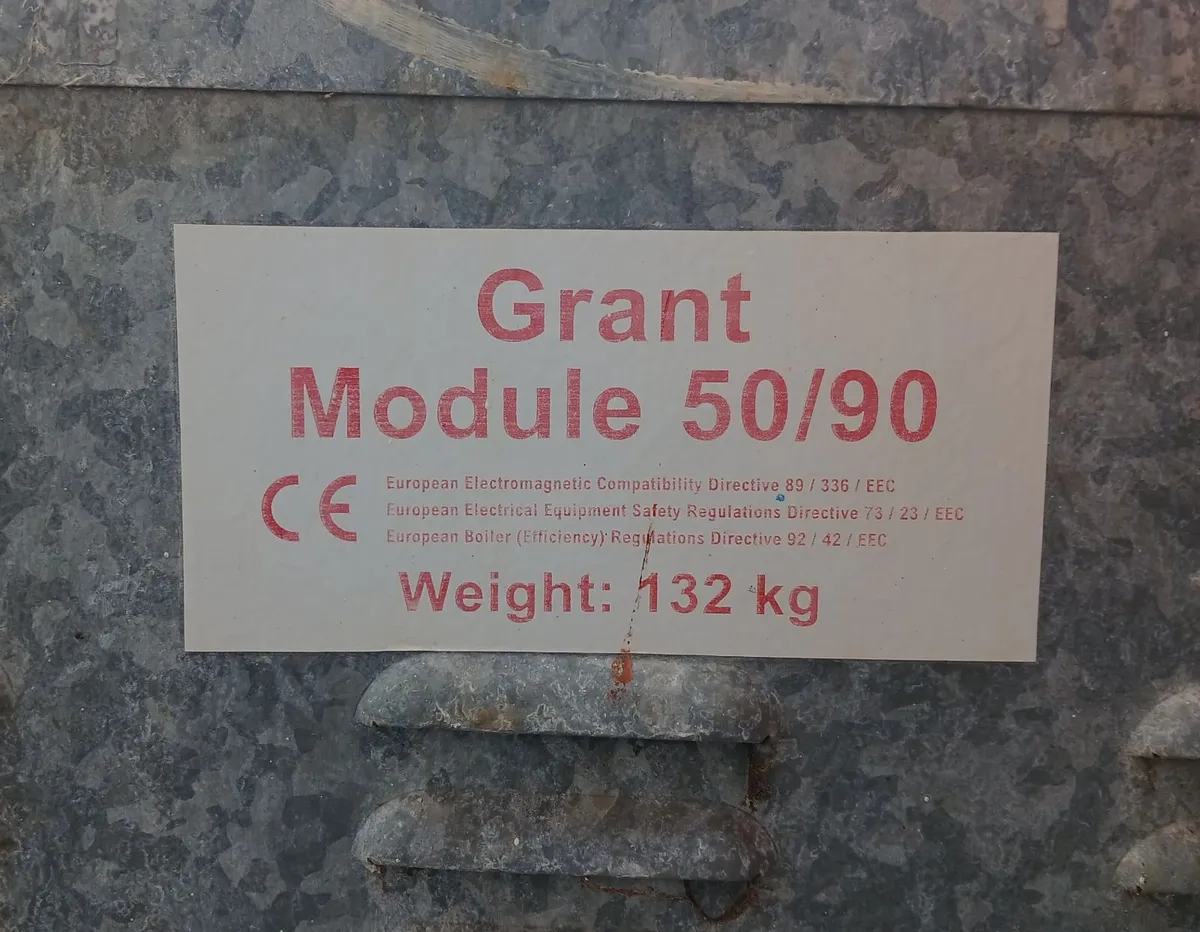 Grant
Module 50/90
CE
European Electromagnetic Compatibility Directive 89 / 336 / EEC
European Electrical Equipment Safety Regulations Directive 73 / 23 / EEC
European Boiler (Efficiency) Regulations Directive 92 / 42 / EEC
Weight: 132 kg